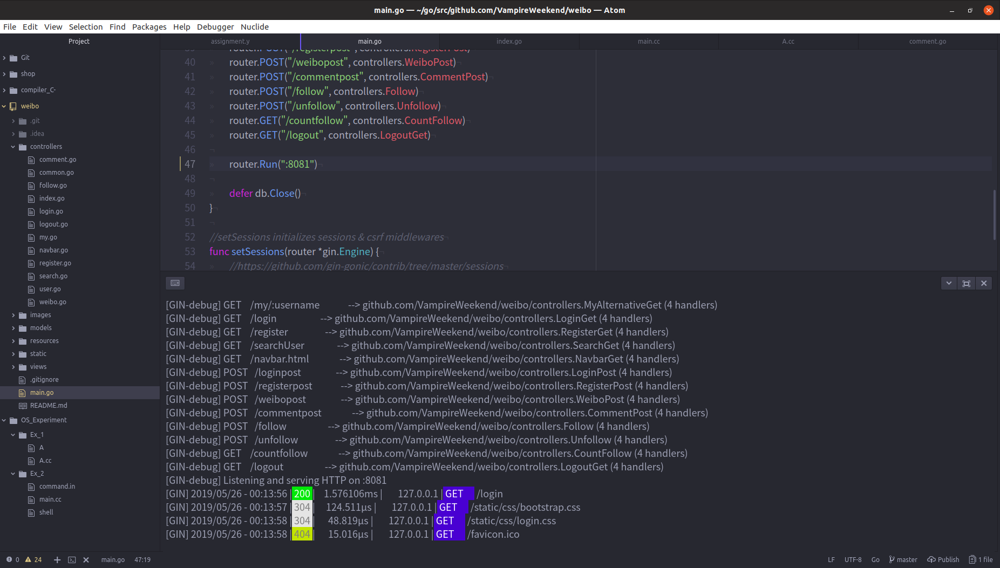 main.go — ~/go/src/github.com/VampireWeekend/weibo — Atom
File Edit View Selection Find Packages Help Debugger Nuclide
Project
Git
shop
compiler_C-
weibo
.git
.idea
controllers
comment.go
common.go
follow.go
index.go
login.go
logout.go
my.go
navbar.go
register.go
search.go
user.go
weibo.go
images
models
resources
static
views
.gitignore
main.go
README.md
OS_Experiment
Ex_1
A
A.cc
Ex_2
command.in
main.cc
shell
assignment.y main.go index.go main.cc A.cc comment.go
39 router.POST("/registerpost", controllers.RegisterPost)
40 router.POST("/weibopost", controllers.WeiboPost)
41 router.POST("/commentpost", controllers.CommentPost)
42 router.POST("/follow", controllers.Follow)
43 router.POST("/unfollow", controllers.Unfollow)
44 router.GET("/countfollow", controllers.CountFollow)
45 router.GET("/logout", controllers.LogoutGet)
46
47 router.Run(":8081")
48
49 defer db.Close()
50 }
51
52 //setSessions initializes sessions & csrf middlewares
53 func setSessions(router *gin.Engine) {
54 //https://github.com/gin-gonic/contrib/tree/master/sessions
[GIN-debug] GET /my/:username --> github.com/VampireWeekend/weibo/controllers.MyAlternativeGet (4 handlers)
[GIN-debug] GET /login --> github.com/VampireWeekend/weibo/controllers.LoginGet (4 handlers)
[GIN-debug] GET /register --> github.com/VampireWeekend/weibo/controllers.RegisterGet (4 handlers)
[GIN-debug] GET /searchUser --> github.com/VampireWeekend/weibo/controllers.SearchGet (4 handlers)
[GIN-debug] GET /navbar.html --> github.com/VampireWeekend/weibo/controllers.NavbarGet (4 handlers)
[GIN-debug] POST /loginpost --> github.com/VampireWeekend/weibo/controllers.LoginPost (4 handlers)
[GIN-debug] POST /registerpost --> github.com/VampireWeekend/weibo/controllers.RegisterPost (4 handlers)
[GIN-debug] POST /weibopost --> github.com/VampireWeekend/weibo/controllers.WeiboPost (4 handlers)
[GIN-debug] POST /commentpost --> github.com/VampireWeekend/weibo/controllers.CommentPost (4 handlers)
[GIN-debug] POST /follow --> github.com/VampireWeekend/weibo/controllers.Follow (4 handlers)
[GIN-debug] POST /unfollow --> github.com/VampireWeekend/weibo/controllers.Unfollow (4 handlers)
[GIN-debug] GET /countfollow --> github.com/VampireWeekend/weibo/controllers.CountFollow (4 handlers)
[GIN-debug] GET /logout --> github.com/VampireWeekend/weibo/controllers.LogoutGet (4 handlers)
[GIN-debug] Listening and serving HTTP on :8081
[GIN] 2019/05/26 - 00:13:56 | 200 | 1.576106ms | 127.0.0.1 | GET /login
[GIN] 2019/05/26 - 00:13:57 | 304 | 124.511µs | 127.0.0.1 | GET /static/css/bootstrap.css
[GIN] 2019/05/26 - 00:13:58 | 304 | 48.819µs | 127.0.0.1 | GET /static/css/login.css
[GIN] 2019/05/26 - 00:13:58 | 404 | 15.016µs | 127.0.0.1 | GET /favicon.ico
0 24 main.go 47:19 LF UTF-8 Go master Publish 1 file